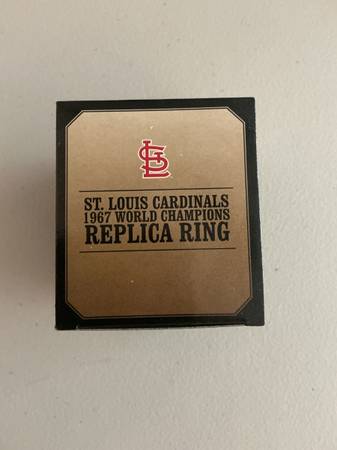 STL
ST. LOUIS CARDINALS
1967 WORLD CHAMPIONS
REPLICA RING